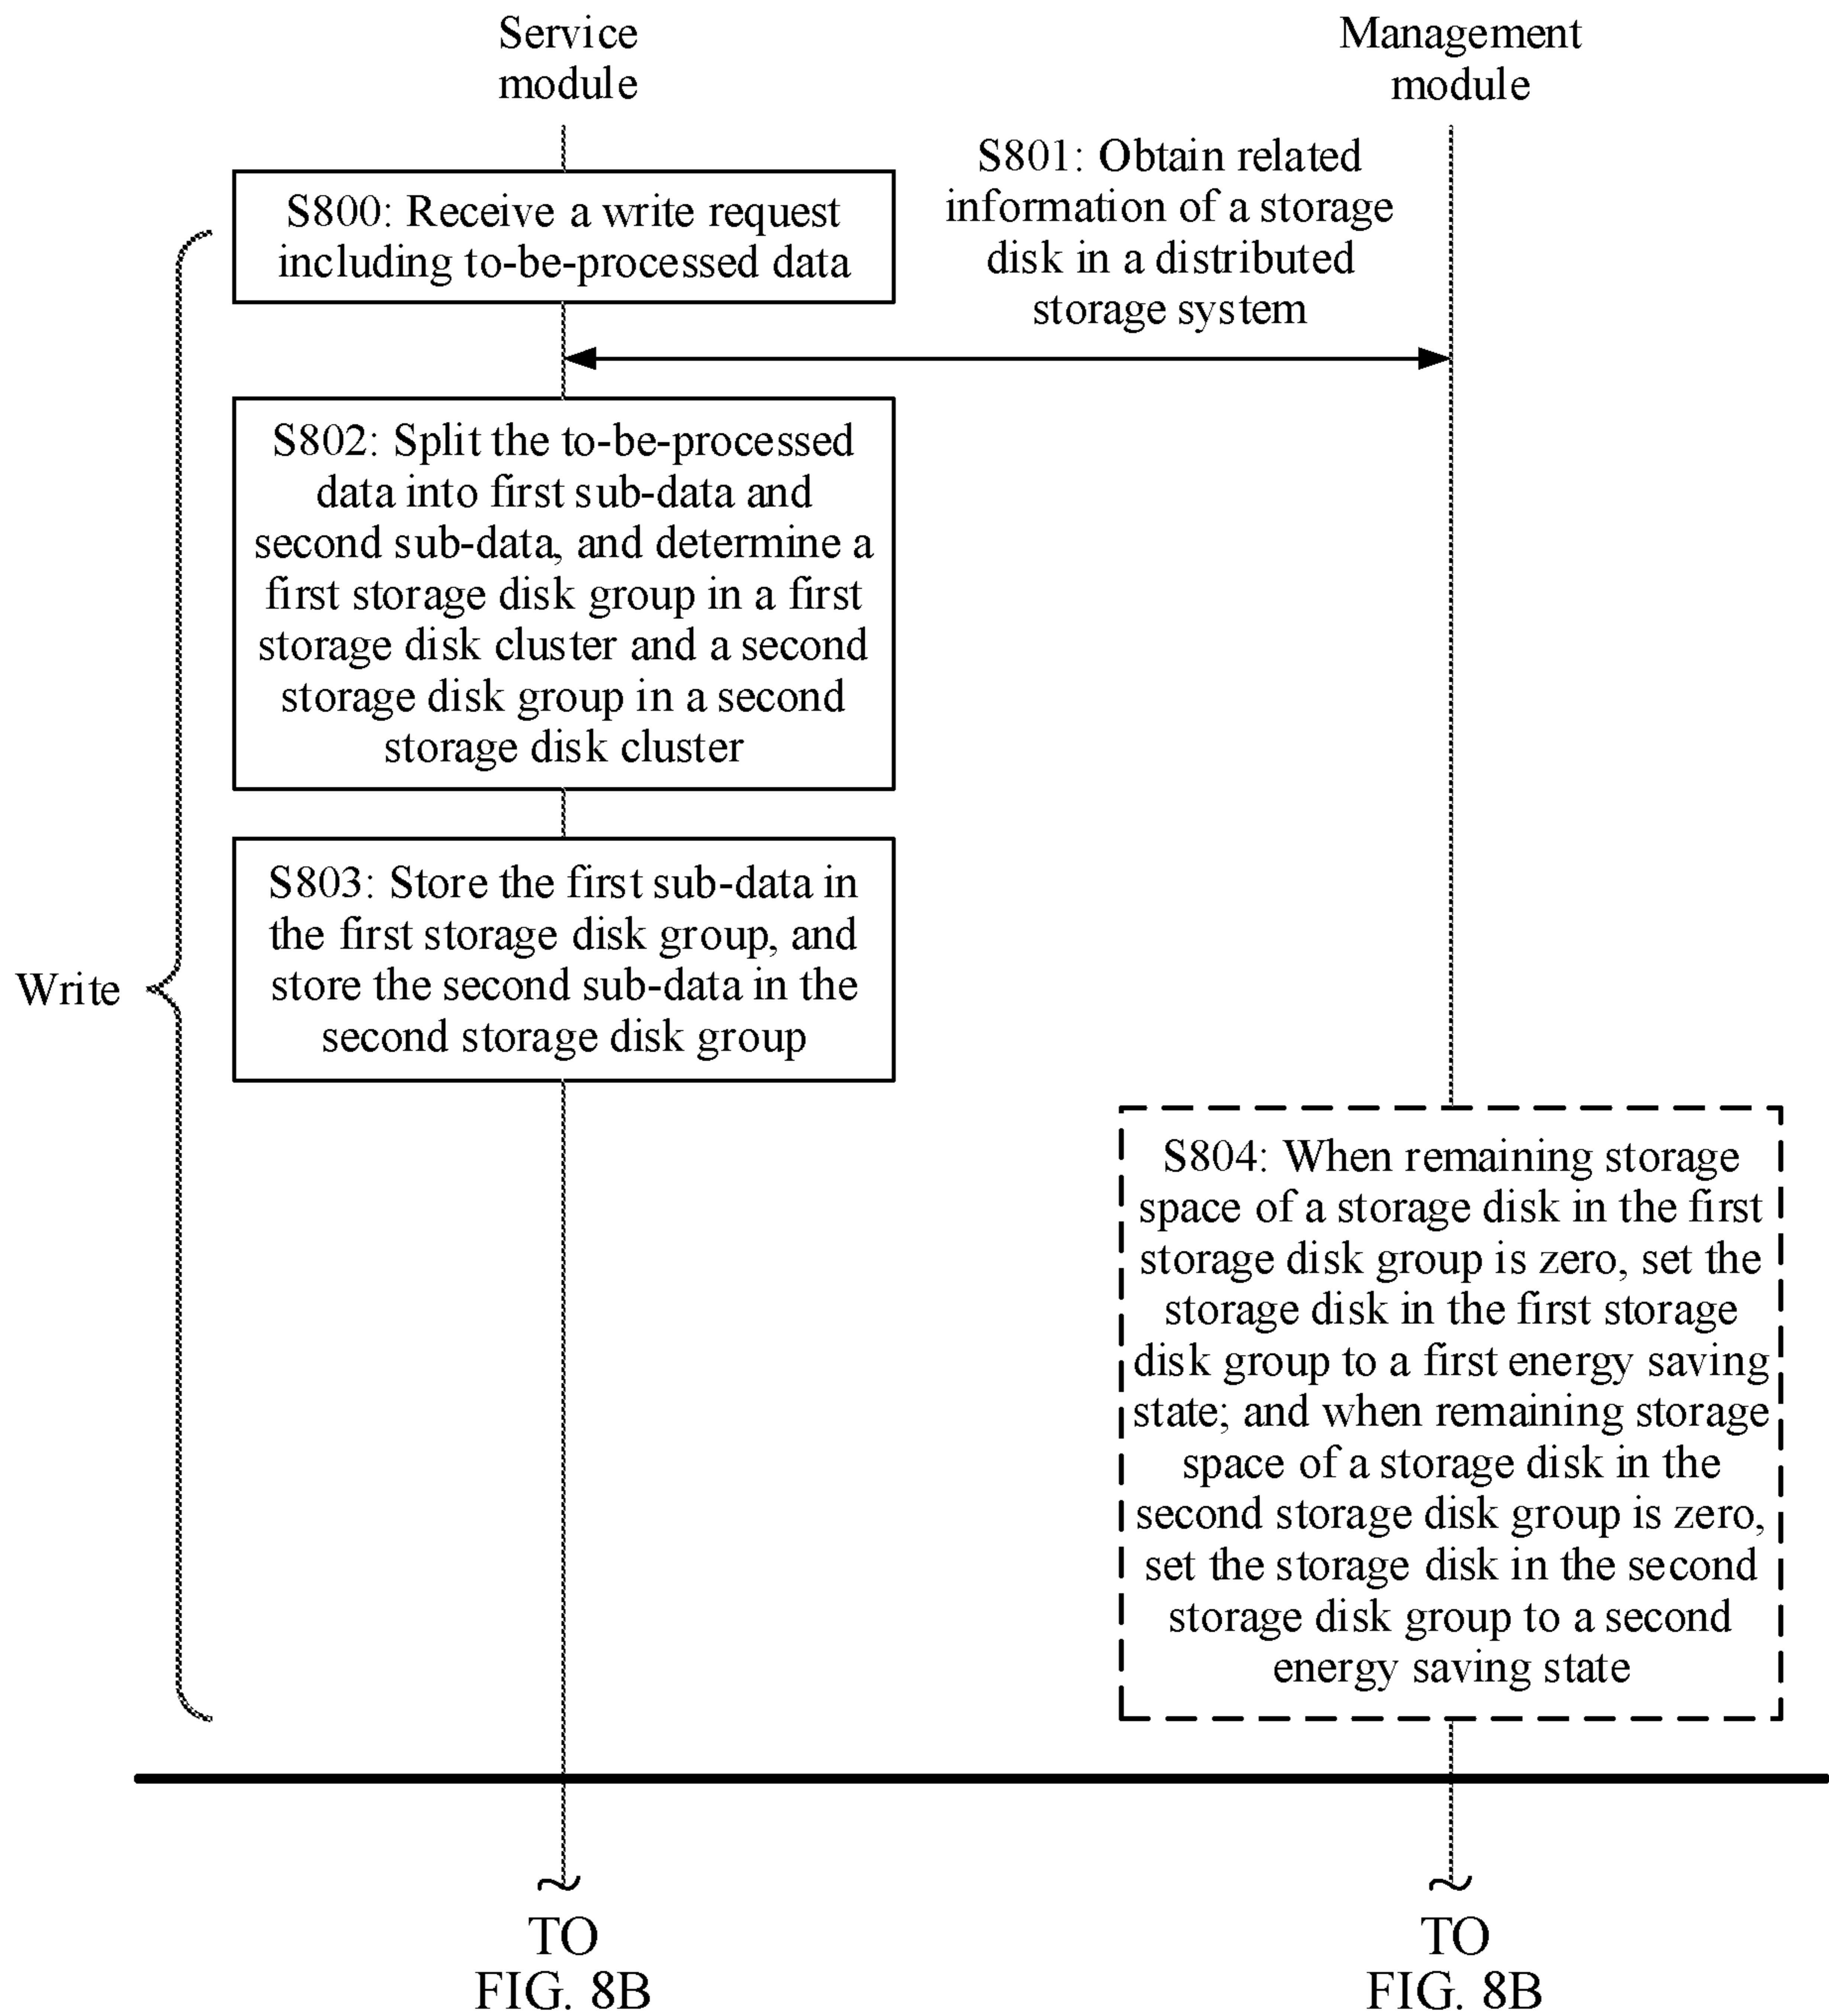 Service
module
Management
module
S800: Receive a write request
including to-be-processed data
S801: Obtain related
information of a storage
disk in a distributed
storage system
S802: Split the to-be-processed
data into first sub-data and
second sub-data, and determine a
first storage disk group in a first
storage disk cluster and a second
storage disk group in a second
storage disk cluster
S803: Store the first sub-data in
the first storage disk group, and
store the second sub-data in the
second storage disk group
Write
S804: When remaining storage
space of a storage disk in the first
storage disk group is zero, set the
storage disk in the first storage
disk group to a first energy saving
state; and when remaining storage
space of a storage disk in the
second storage disk group is zero,
set the storage disk in the second
storage disk group to a second
energy saving state
TO
FIG. 8B
TO
FIG. 8B